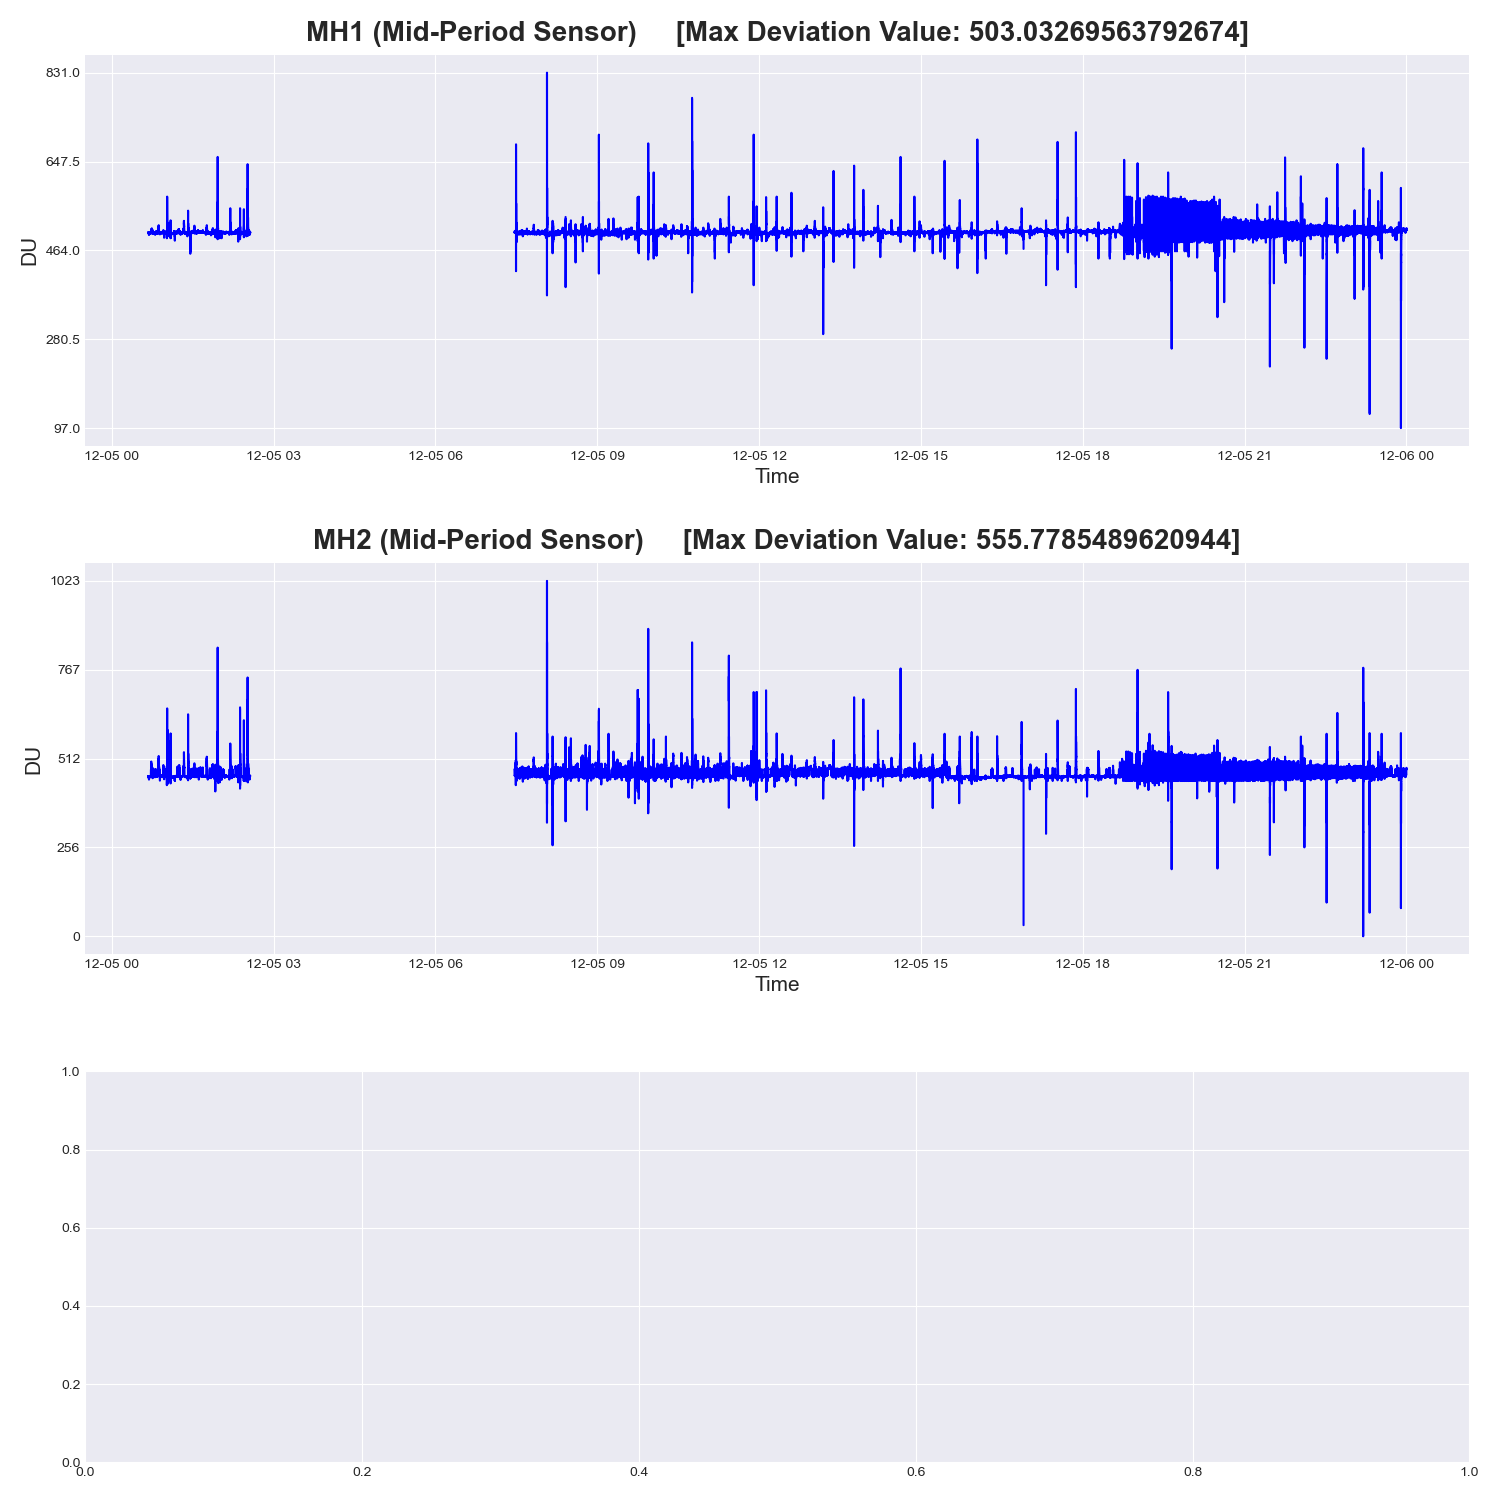 MH1 (Mid-Period Sensor) [Max Deviation Value: 503.03269563792674]
831.0
647.5
464.0
280.5
97.0
DU
12-05 00 12-05 03 12-05 06 12-05 09 12-05 12 12-05 15 12-05 18 12-05 21 12-06 00
Time
MH2 (Mid-Period Sensor) [Max Deviation Value: 555.7785489620944]
1023
767
512
256
0
DU
12-05 00 12-05 03 12-05 06 12-05 09 12-05 12 12-05 15 12-05 18 12-05 21 12-06 00
Time
1.0
0.8
0.6
0.4
0.2
0.0
0.0 0.2 0.4 0.6 0.8 1.0